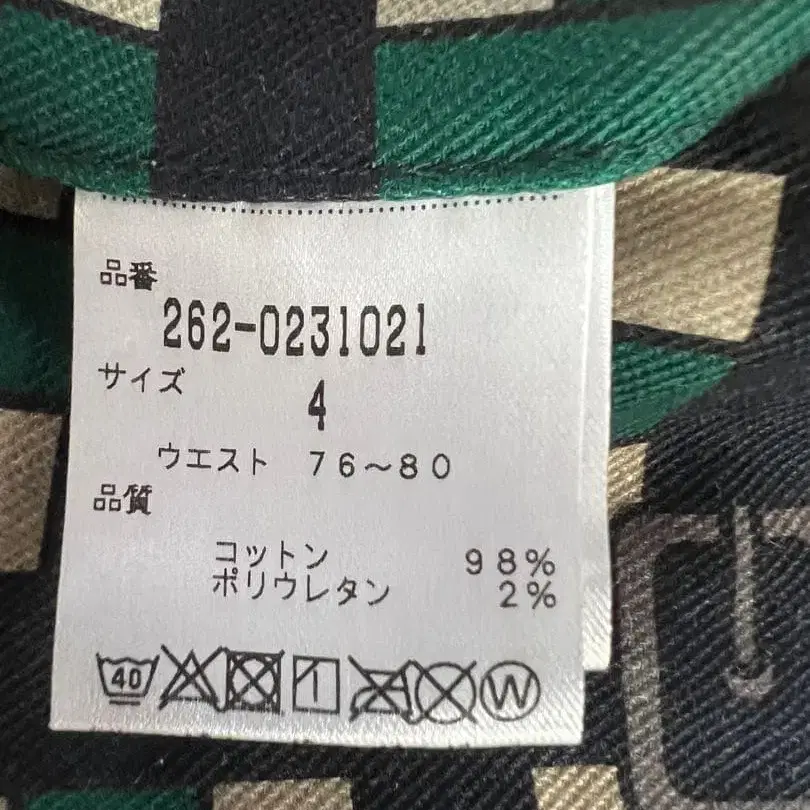 品番
262-0231021
サイズ
4
ウエスト 76~80
品質
コットン 98%
ポリウレタン 2%
40 W